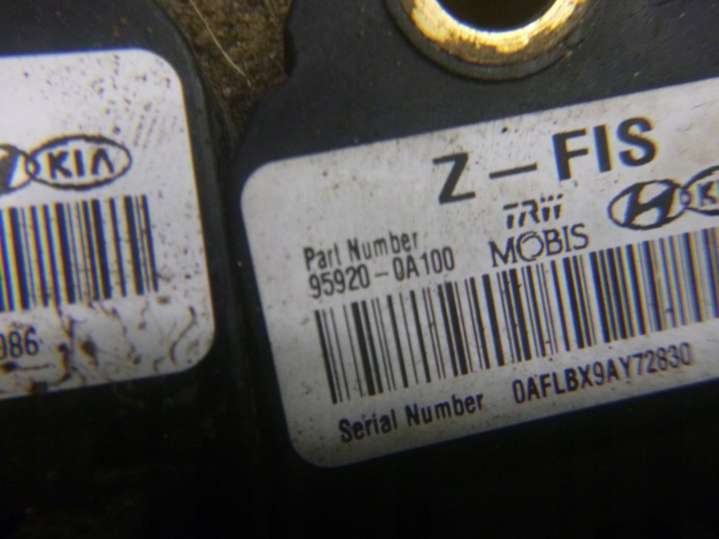 KIA
086
Z-FIS
TRW
MOBIS
Part Number
95920-0A100
Serial Number 0AFLBX9AY72830